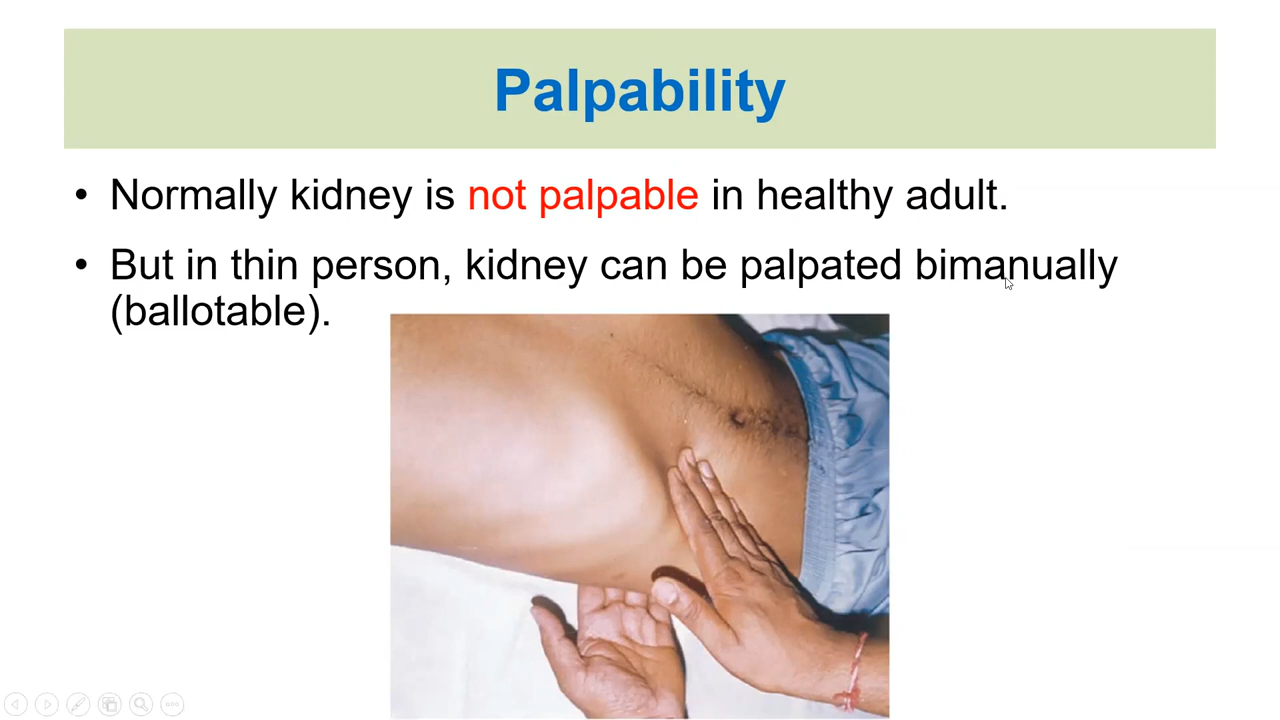 Palpability
• Normally kidney is not palpable in healthy adult.
• But in thin person, kidney can be palpated bimanually
(ballotable).